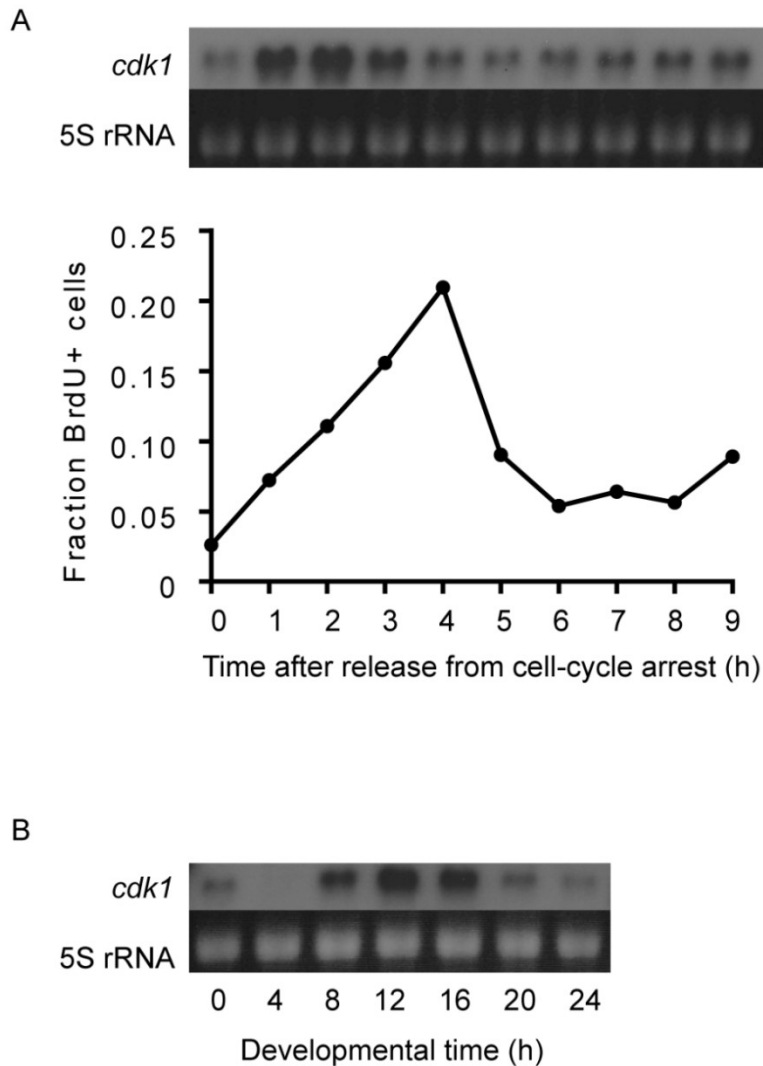 A
cdk1
5S rRNA
Fraction BrdU+ cells
0.25
0.20
0.15
0.10
0.05
0
0 1 2 3 4 5 6 7 8 9
Time after release from cell-cycle arrest (h)
B
cdk1
5S rRNA
0 4 8 12 16 20 24
Developmental time (h)